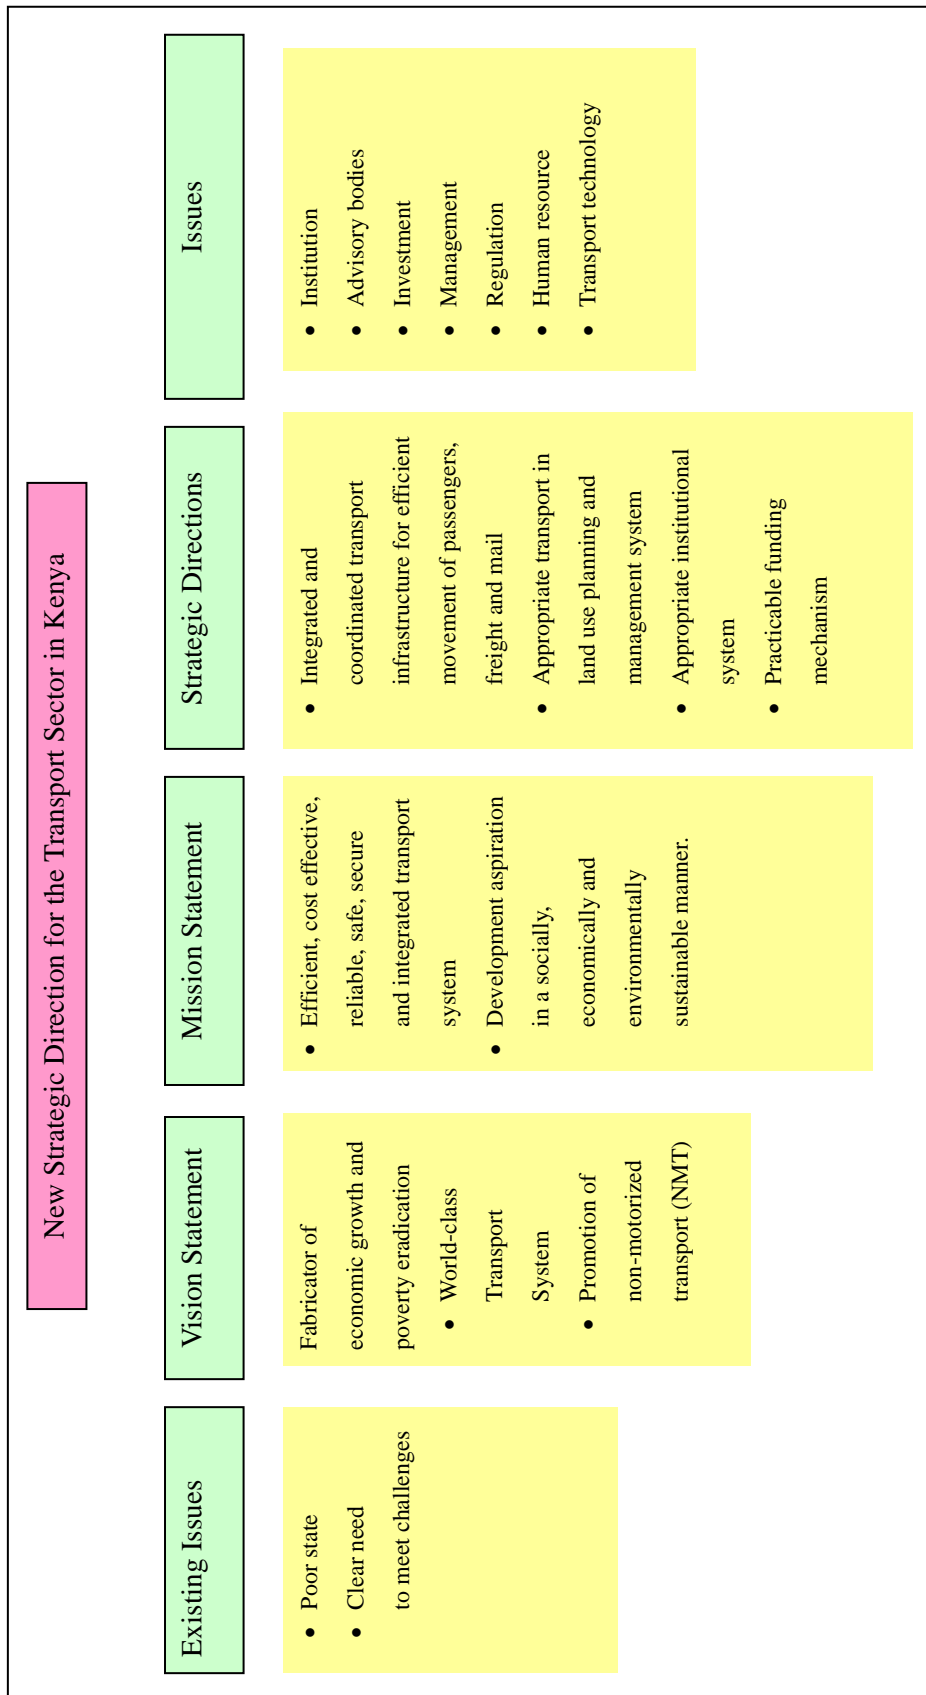 New Strategic Direction for the Transport Sector in Kenya
Existing Issues
• Poor state
• Clear need
to meet challenges
Vision Statement
Fabricator of
economic growth and
poverty eradication
• World-class
Transport
System
• Promotion of
non-motorized
transport (NMT)
Mission Statement
• Efficient, cost effective,
reliable, safe, secure
and integrated transport
system
• Development aspiration
in a socially,
economically and
environmentally
sustainable manner.
Strategic Directions
• Integrated and
coordinated transport
infrastructure for efficient
movement of passengers,
freight and mail
• Appropriate transport in
land use planning and
management system
• Appropriate institutional
system
• Practicable funding
mechanism
Issues
• Institution
• Advisory bodies
• Investment
• Management
• Regulation
• Human resource
• Transport technology